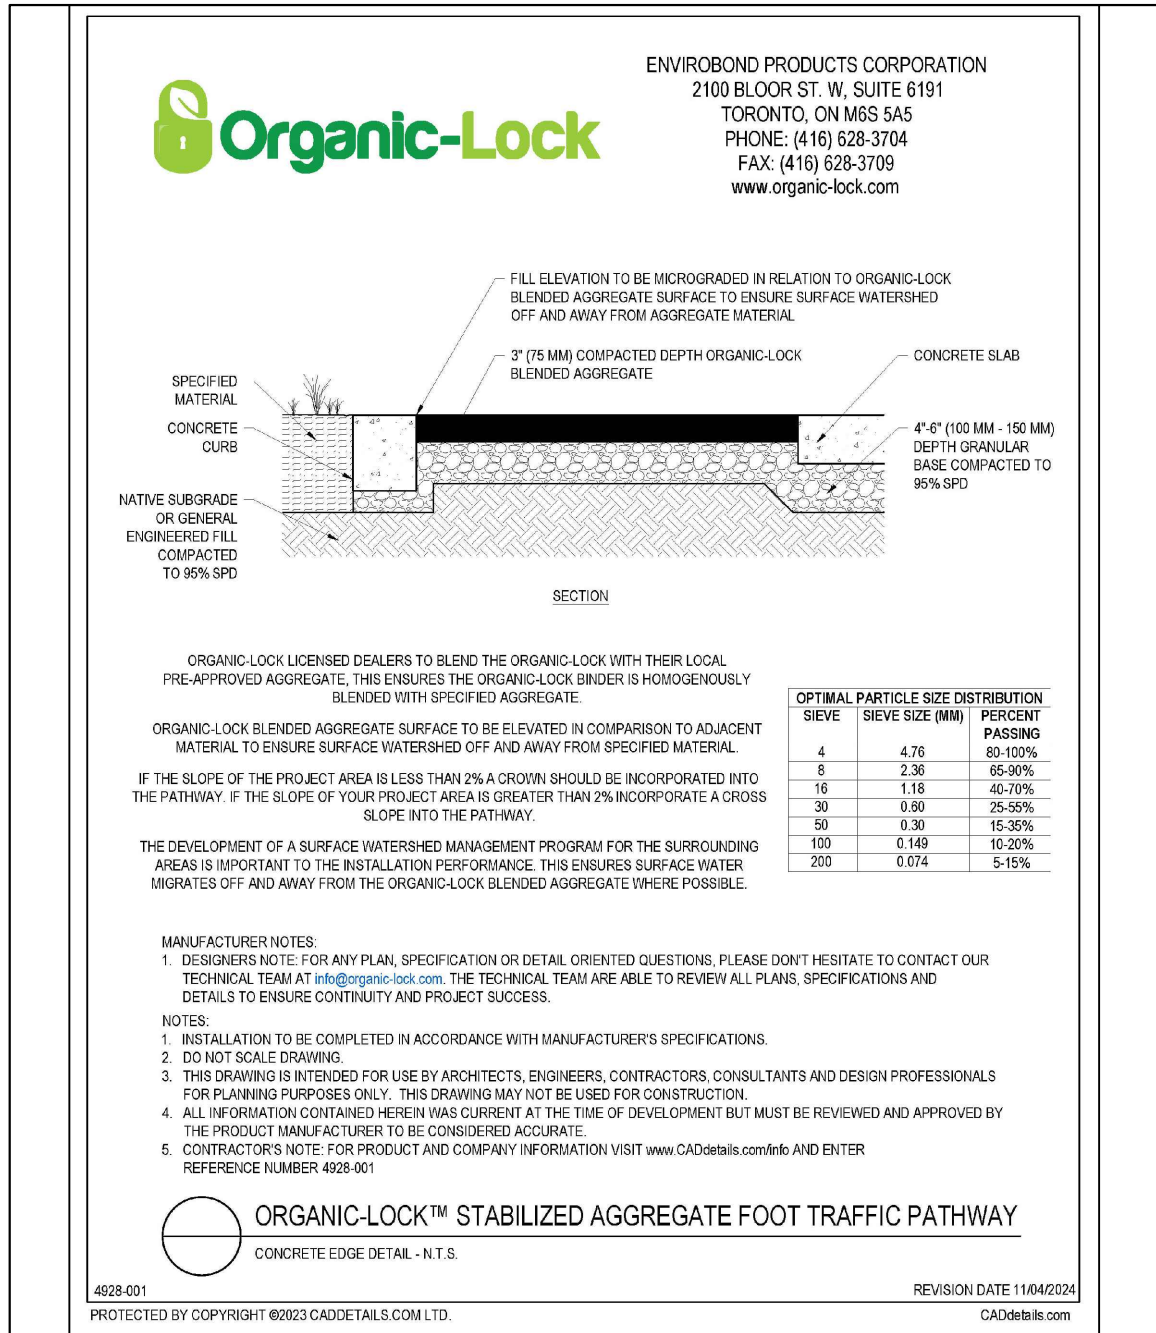 Organic-Lock
ENVIROBOND PRODUCTS CORPORATION
2100 BLOOR ST. W, SUITE 6191
TORONTO, ON M6S 5A5
PHONE: (416) 628-3704
FAX: (416) 628-3709
www.organic-lock.com
FILL ELEVATION TO BE MICROGRADED IN RELATION TO ORGANIC-LOCK
BLENDED AGGREGATE SURFACE TO ENSURE SURFACE WATERSHED
OFF AND AWAY FROM AGGREGATE MATERIAL
3" (75 MM) COMPACTED DEPTH ORGANIC-LOCK
BLENDED AGGREGATE
CONCRETE SLAB
SPECIFIED
MATERIAL
CONCRETE
CURB
4"-6" (100 MM - 150 MM)
DEPTH GRANULAR
BASE COMPACTED TO
95% SPD
NATIVE SUBGRADE
OR GENERAL
ENGINEERED FILL
COMPACTED
TO 95% SPD
SECTION
ORGANIC-LOCK LICENSED DEALERS TO BLEND THE ORGANIC-LOCK WITH THEIR LOCAL
PRE-APPROVED AGGREGATE, THIS ENSURES THE ORGANIC-LOCK BINDER IS HOMOGENOUSLY
BLENDED WITH SPECIFIED AGGREGATE.
ORGANIC-LOCK BLENDED AGGREGATE SURFACE TO BE ELEVATED IN COMPARISON TO ADJACENT
MATERIAL TO ENSURE SURFACE WATERSHED OFF AND AWAY FROM SPECIFIED MATERIAL.
IF THE SLOPE OF THE PROJECT AREA IS LESS THAN 2% A CROWN SHOULD BE INCORPORATED INTO
THE PATHWAY. IF THE SLOPE OF YOUR PROJECT AREA IS GREATER THAN 2% INCORPORATE A CROSS
SLOPE INTO THE PATHWAY.
THE DEVELOPMENT OF A SURFACE WATERSHED MANAGEMENT PROGRAM FOR THE SURROUNDING
AREAS IS IMPORTANT TO THE INSTALLATION PERFORMANCE. THIS ENSURES SURFACE WATER
MIGRATES OFF AND AWAY FROM THE ORGANIC-LOCK BLENDED AGGREGATE WHERE POSSIBLE.
OPTIMAL PARTICLE SIZE DISTRIBUTION
SIEVE SIEVE SIZE (MM) PERCENT
PASSING
4 4.76 80-100%
8 2.36 65-90%
16 1.18 40-70%
30 0.60 25-55%
50 0.30 15-35%
100 0.149 10-20%
200 0.074 5-15%
MANUFACTURER NOTES:
1. DESIGNERS NOTE: FOR ANY PLAN, SPECIFICATION OR DETAIL ORIENTED QUESTIONS, PLEASE DON'T HESITATE TO CONTACT OUR
TECHNICAL TEAM AT info@organic-lock.com. THE TECHNICAL TEAM ARE ABLE TO REVIEW ALL PLANS, SPECIFICATIONS AND
DETAILS TO ENSURE CONTINUITY AND PROJECT SUCCESS.
NOTES:
1. INSTALLATION TO BE COMPLETED IN ACCORDANCE WITH MANUFACTURER'S SPECIFICATIONS.
2. DO NOT SCALE DRAWING.
3. THIS DRAWING IS INTENDED FOR USE BY ARCHITECTS, ENGINEERS, CONTRACTORS, CONSULTANTS AND DESIGN PROFESSIONALS
FOR PLANNING PURPOSES ONLY. THIS DRAWING MAY NOT BE USED FOR CONSTRUCTION.
4. ALL INFORMATION CONTAINED HEREIN WAS CURRENT AT THE TIME OF DEVELOPMENT BUT MUST BE REVIEWED AND APPROVED BY
THE PRODUCT MANUFACTURER TO BE CONSIDERED ACCURATE.
5. CONTRACTOR'S NOTE: FOR PRODUCT AND COMPANY INFORMATION VISIT www.CADdetails.com/info AND ENTER
REFERENCE NUMBER 4928-001
ORGANIC-LOCK™ STABILIZED AGGREGATE FOOT TRAFFIC PATHWAY
CONCRETE EDGE DETAIL - N.T.S.
4928-001
REVISION DATE 11/04/2024
PROTECTED BY COPYRIGHT ©2023 CADDETAILS.COM LTD.
CADdetails.com